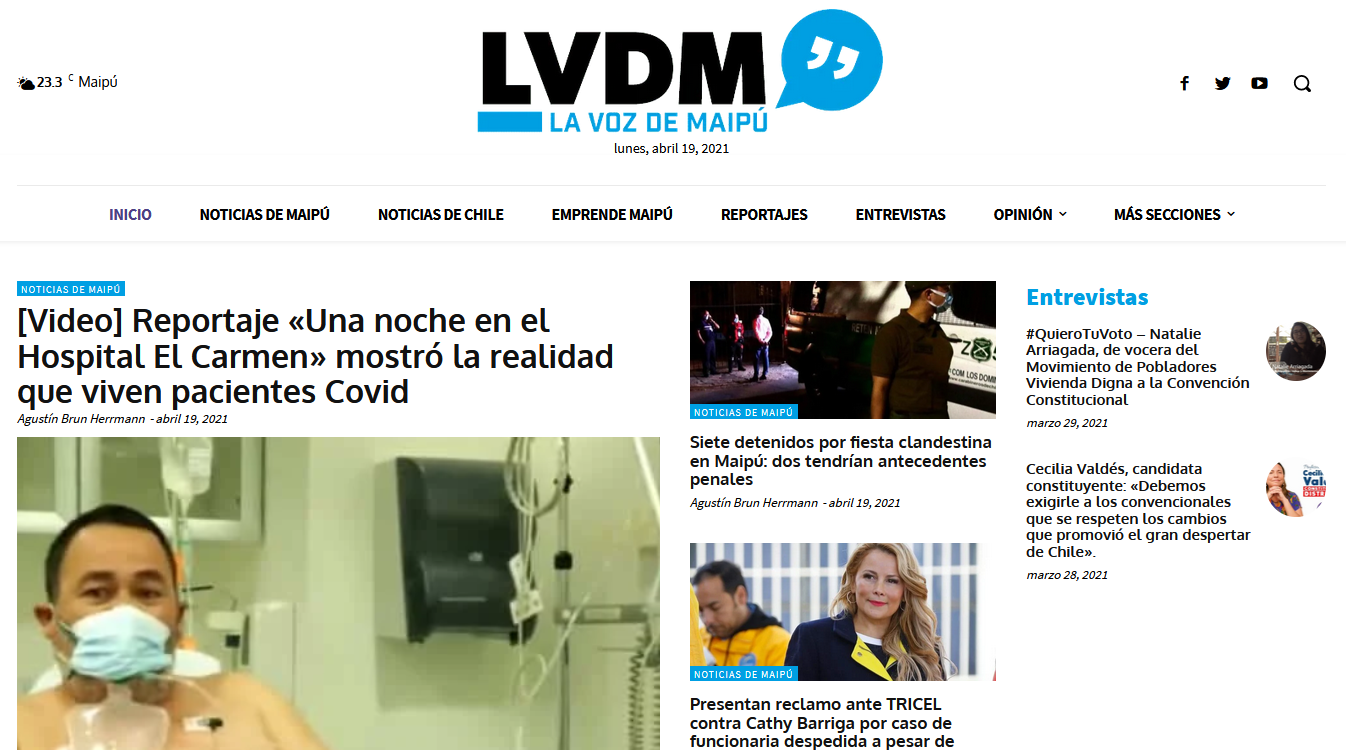 23.3 C Maipú
LVDM
LA VOZ DE MAIPÚ
lunes, abril 19, 2021
INICIO NOTICIAS DE MAIPÚ NOTICIAS DE CHILE EMPRENDE MAIPÚ REPORTAJES ENTREVISTAS OPINIÓN MÁS SECCIONES
NOTICIAS DE MAIPÚ
[Video] Reportaje «Una noche en el
Hospital El Carmen» mostró la realidad
que viven pacientes Covid
Agustín Brun Herrmann - abril 19, 2021
NOTICIAS DE MAIPÚ
Siete detenidos por fiesta clandestina
en Maipú: dos tendrían antecedentes
penales
Agustín Brun Herrmann - abril 19, 2021
NOTICIAS DE MAIPÚ
Presentan reclamo ante TRICEL
contra Cathy Barriga por caso de
funcionaria despedida a pesar de
Entrevistas
#QuieroTuVoto – Natalie
Arriagada, de vocera del
Movimiento de Pobladores
Vivienda Digna a la Convención
Constitucional
marzo 29, 2021
Cecilia Valdés, candidata
constituyente: «Debemos
exigirle a los convencionales
que se respeten los cambios
que promovió el gran despertar
de Chile».
marzo 28, 2021